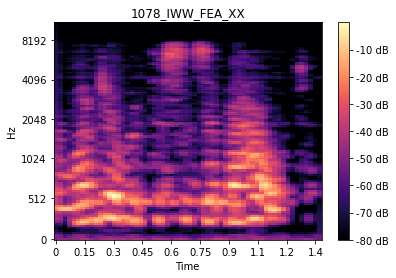 1078_IWW_FEA_XX
8192
4096
2048
1024
512
0
Hz
0 0.15 0.3 0.45 0.6 0.75 0.9 1.1 1.2 1.4
Time
-10 dB
-20 dB
-30 dB
-40 dB
-50 dB
-60 dB
-70 dB
-80 dB